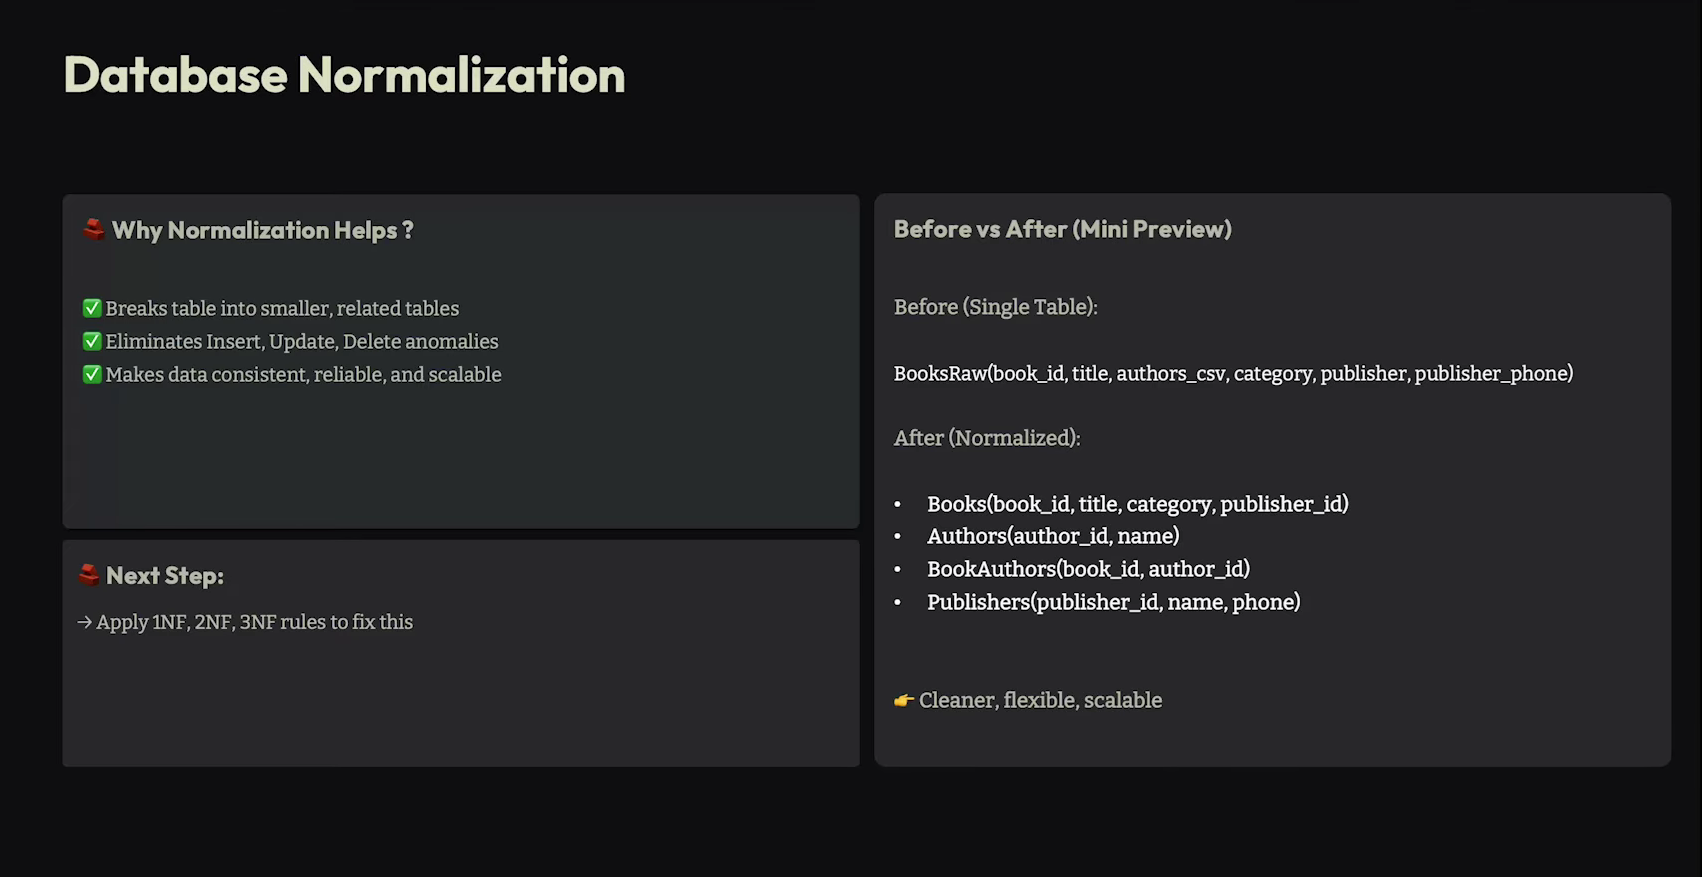 Database Normalization
Why Normalization Helps ?
✅ Breaks table into smaller, related tables
✅ Eliminates Insert, Update, Delete anomalies
✅ Makes data consistent, reliable, and scalable
Next Step:
→ Apply 1NF, 2NF, 3NF rules to fix this
Before vs After (Mini Preview)
Before (Single Table):
BooksRaw(book_id, title, authors_csv, category, publisher, publisher_phone)
After (Normalized):
• Books(book_id, title, category, publisher_id)
• Authors(author_id, name)
• BookAuthors(book_id, author_id)
• Publishers(publisher_id, name, phone)
👉 Cleaner, flexible, scalable